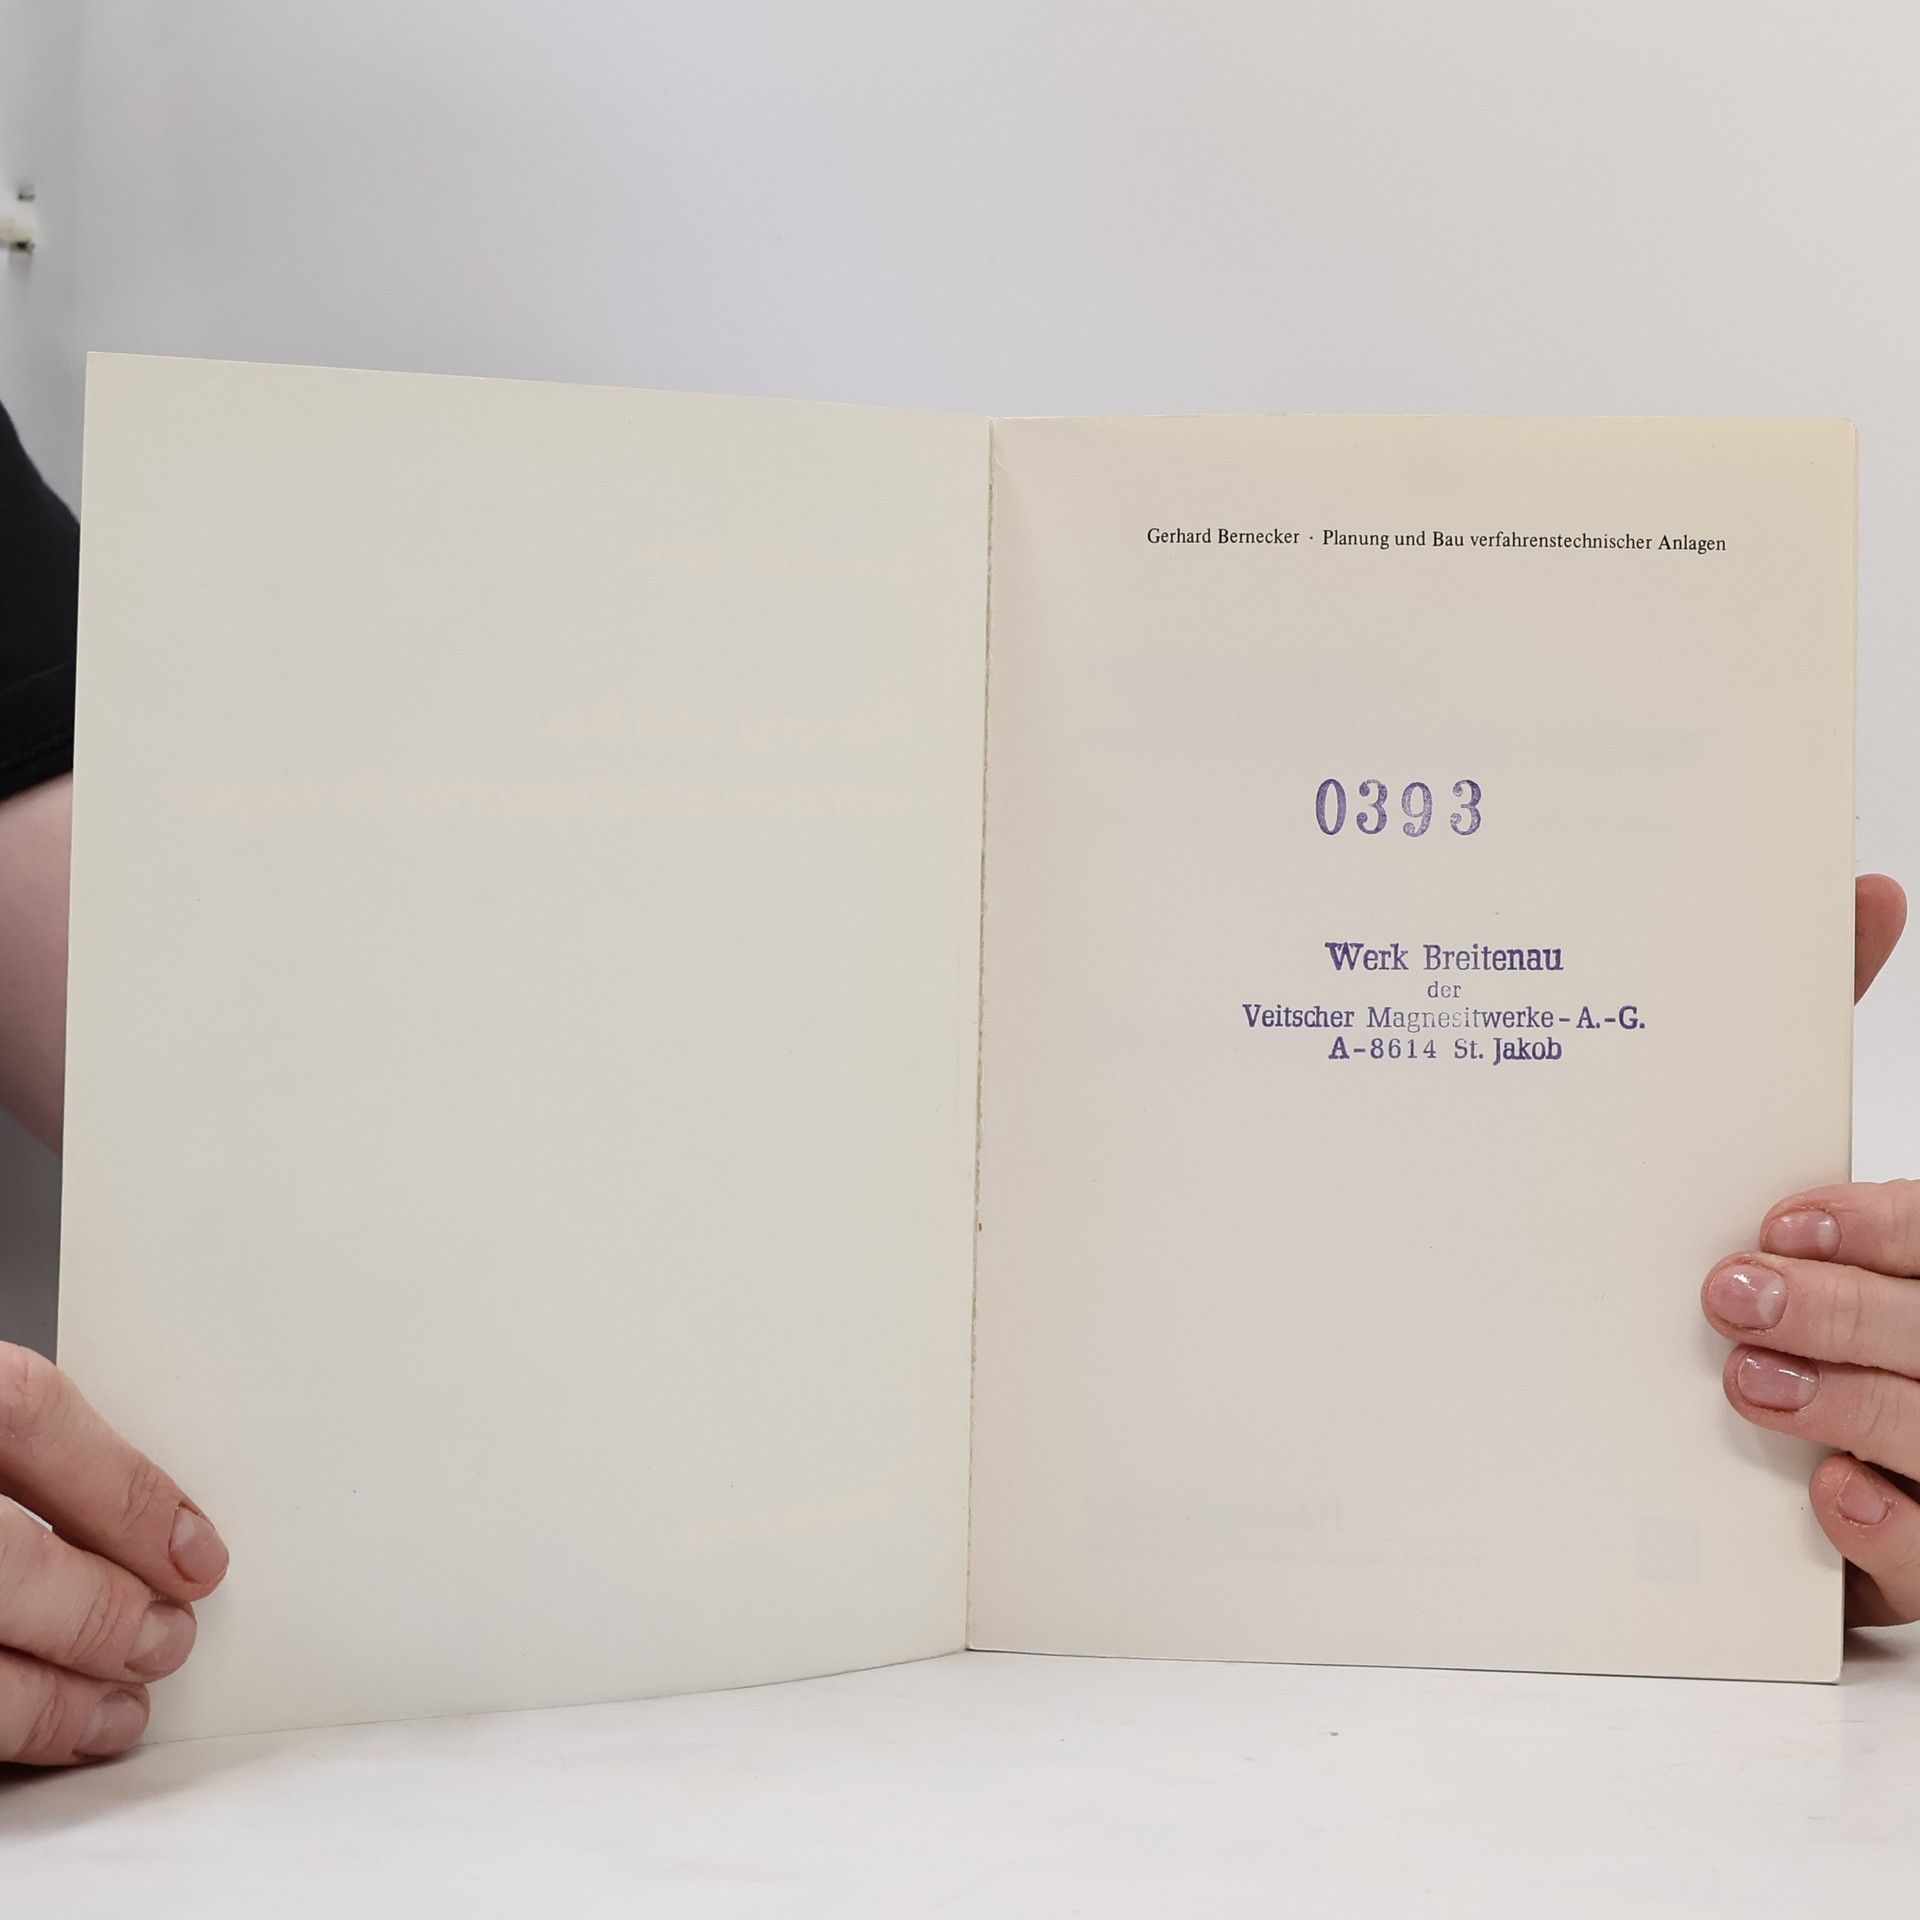 Gerhard Bernecker · Planung und Bau verfahrenstechnischer Anlagen
0393
Werk Breitenau
der
Veitscher Magnesitwerke-A.-G.
A-8614 St. Jakob